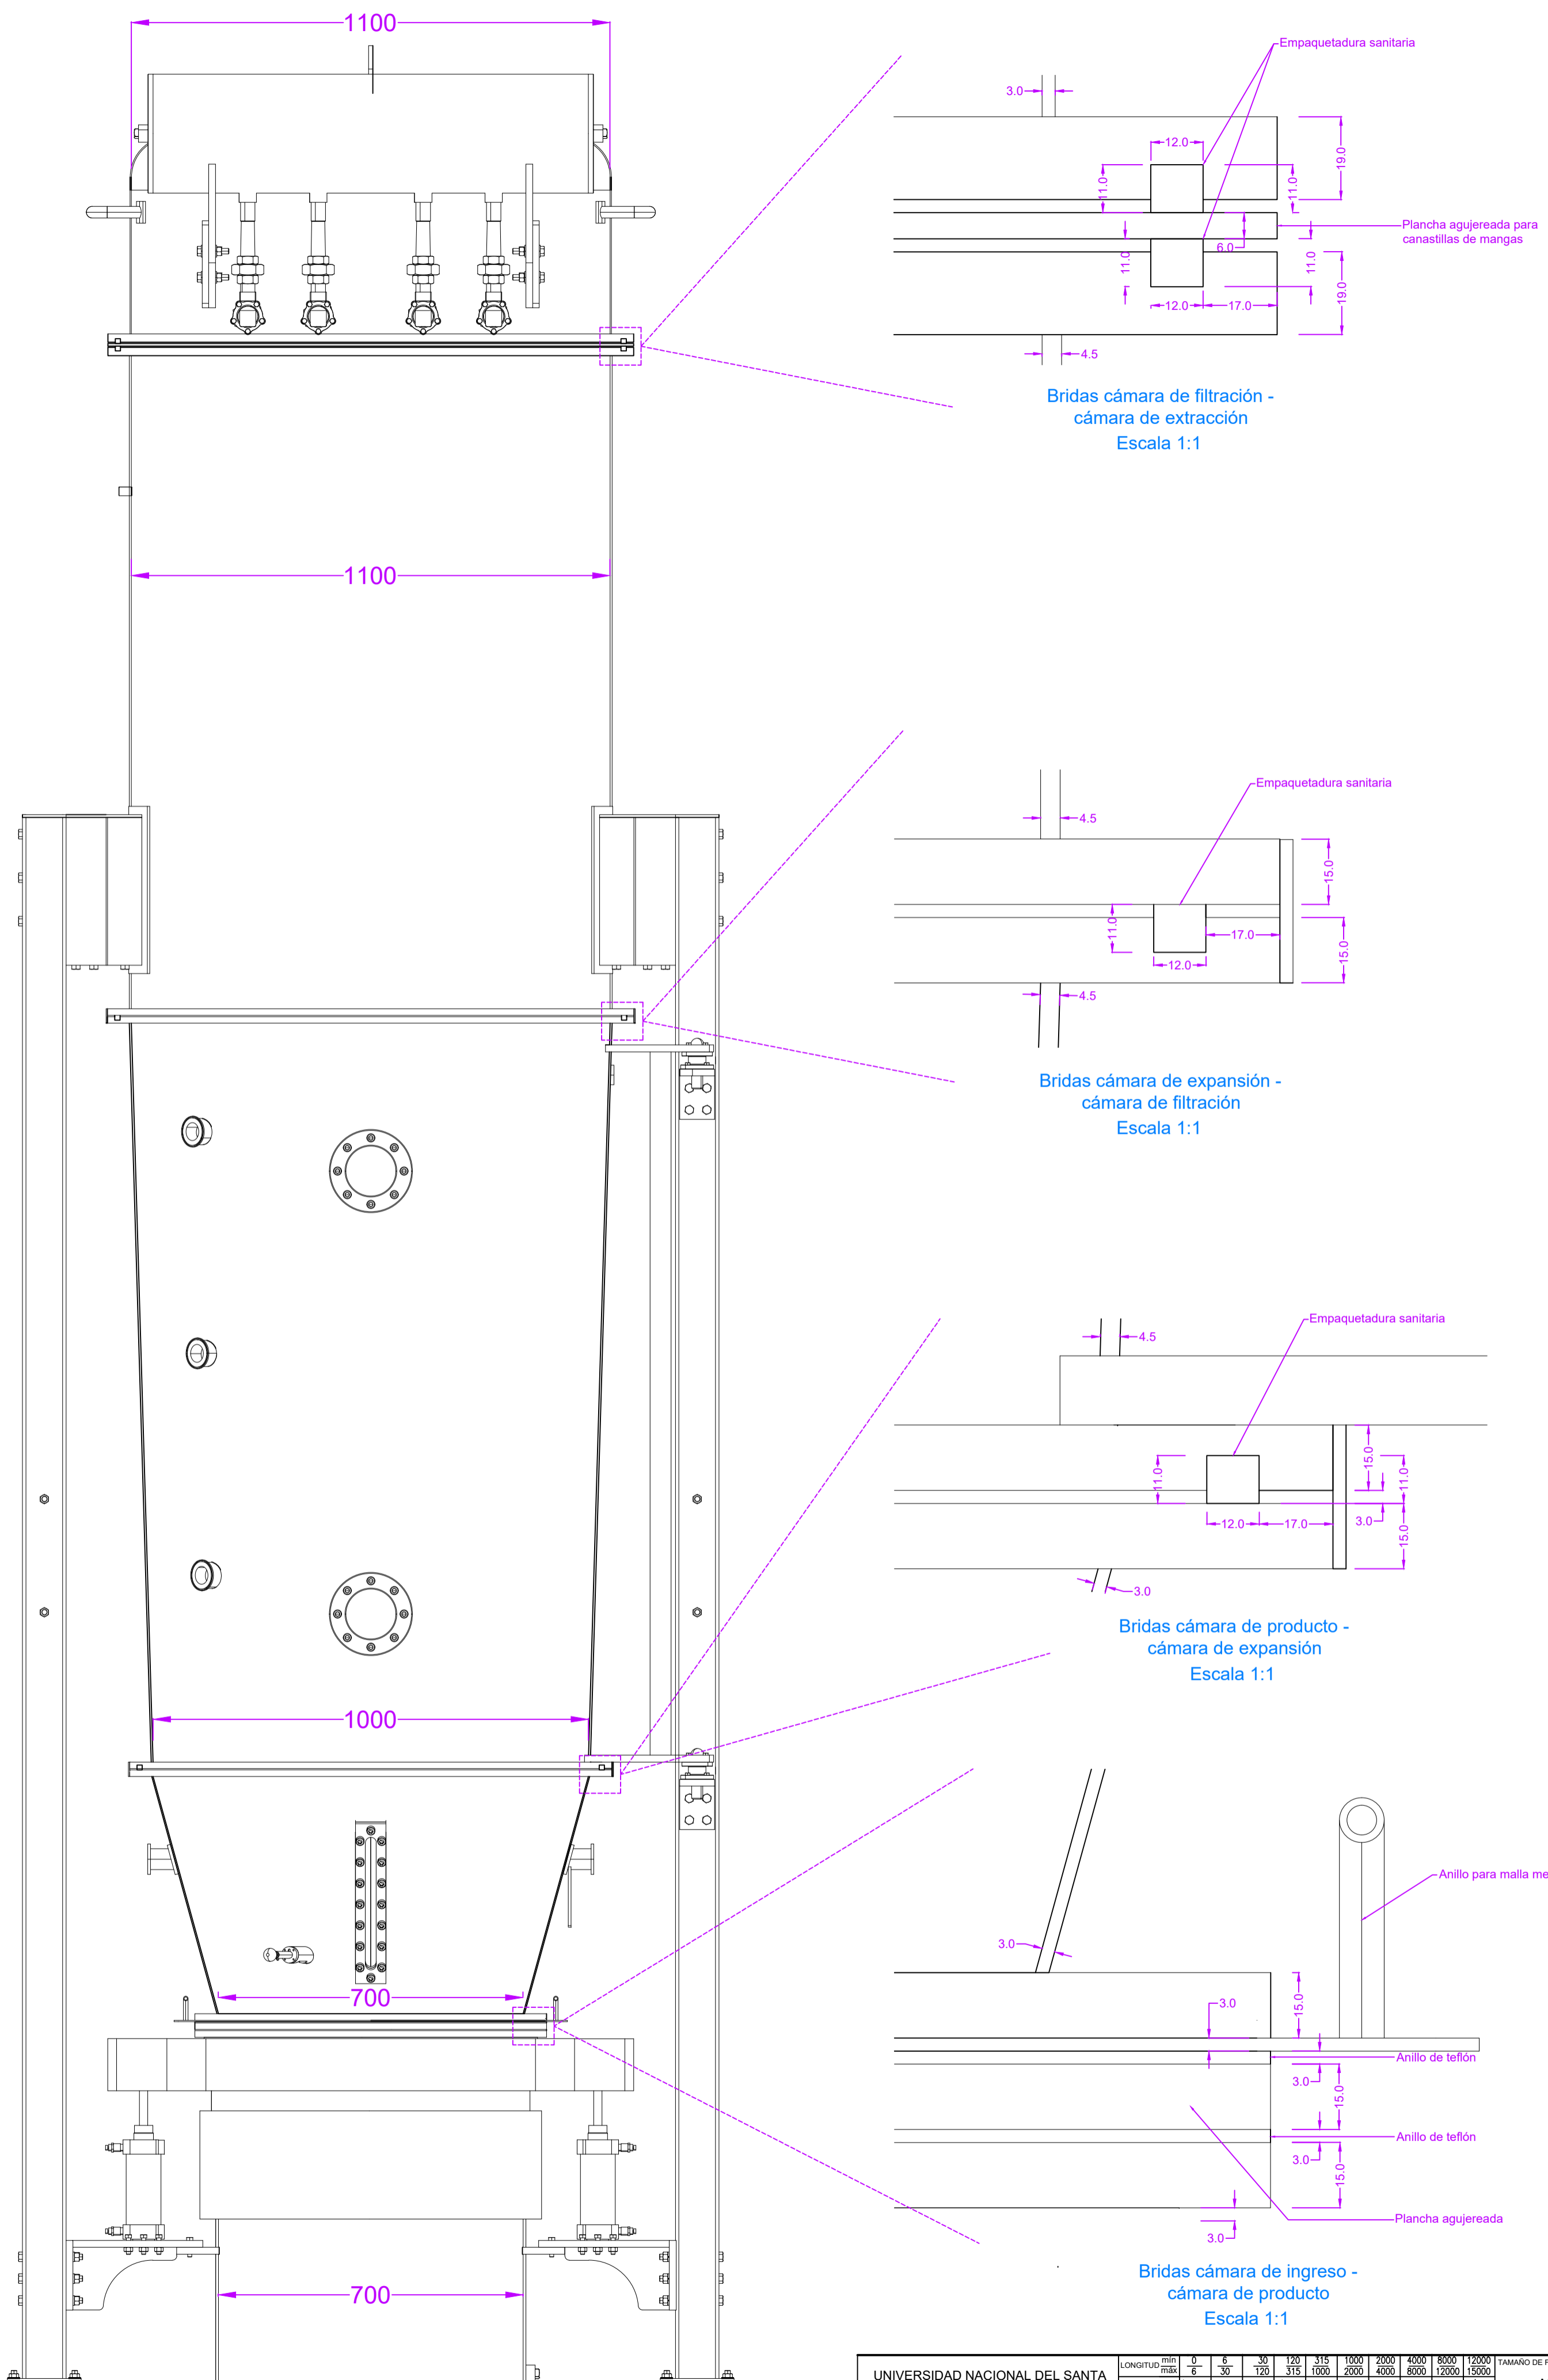 1100
Empaquetadura sanitaria
3.0
12.0
19.0
11.0
11.0
Plancha agujereada para
canastillas de mangas
6.0
11.0
11.0
19.0
12.0
17.0
4.5
Bridas cámara de filtración -
cámara de extracción
Escala 1:1
1100
Empaquetadura sanitaria
4.5
15.0
11.0
17.0
15.0
12.0
4.5
Bridas cámara de expansión -
cámara de filtración
Escala 1:1
Empaquetadura sanitaria
4.5
15.0
11.0
11.0
12.0
17.0
3.0
15.0
3.0
Bridas cámara de producto -
cámara de expansión
Escala 1:1
1000
Anillo para malla me
3.0
700
3.0
15.0
Anillo de teflón
3.0
15.0
Anillo de teflón
3.0
15.0
Plancha agujereada
3.0
Bridas cámara de ingreso -
cámara de producto
Escala 1:1
700
UNIVERSIDAD NACIONAL DEL SANTA
LONGITUD min 0 6 30 120 315 1000 2000 4000 8000 12000 TAMAÑO DE
máx 6 30 120 315 1000 2000 4000 8000 12000 15000